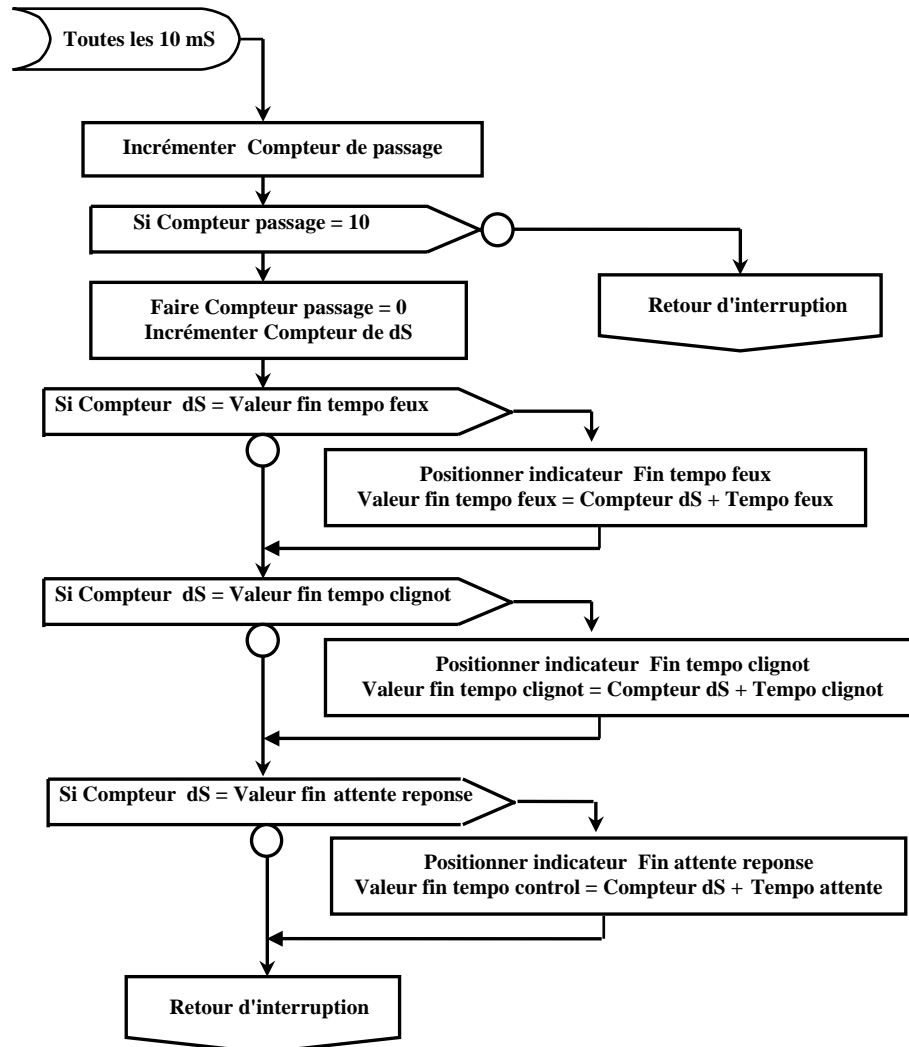 Toutes les 10 mS
Incrémenter Compteur de passage
Si Compteur passage = 10
Retour d'interruption
Faire Compteur passage = 0
Incrémenter Compteur de dS
Si Compteur dS = Valeur fin tempo feux
Positionner indicateur Fin tempo feux
Valeur fin tempo feux = Compteur dS + Tempo feux
Si Compteur dS = Valeur fin tempo clignot
Positionner indicateur Fin tempo clignot
Valeur fin tempo clignot = Compteur dS + Tempo clignot
Si Compteur dS = Valeur fin attente reponse
Positionner indicateur Fin attente reponse
Valeur fin tempo control = Compteur dS + Tempo attente
Retour d'interruption